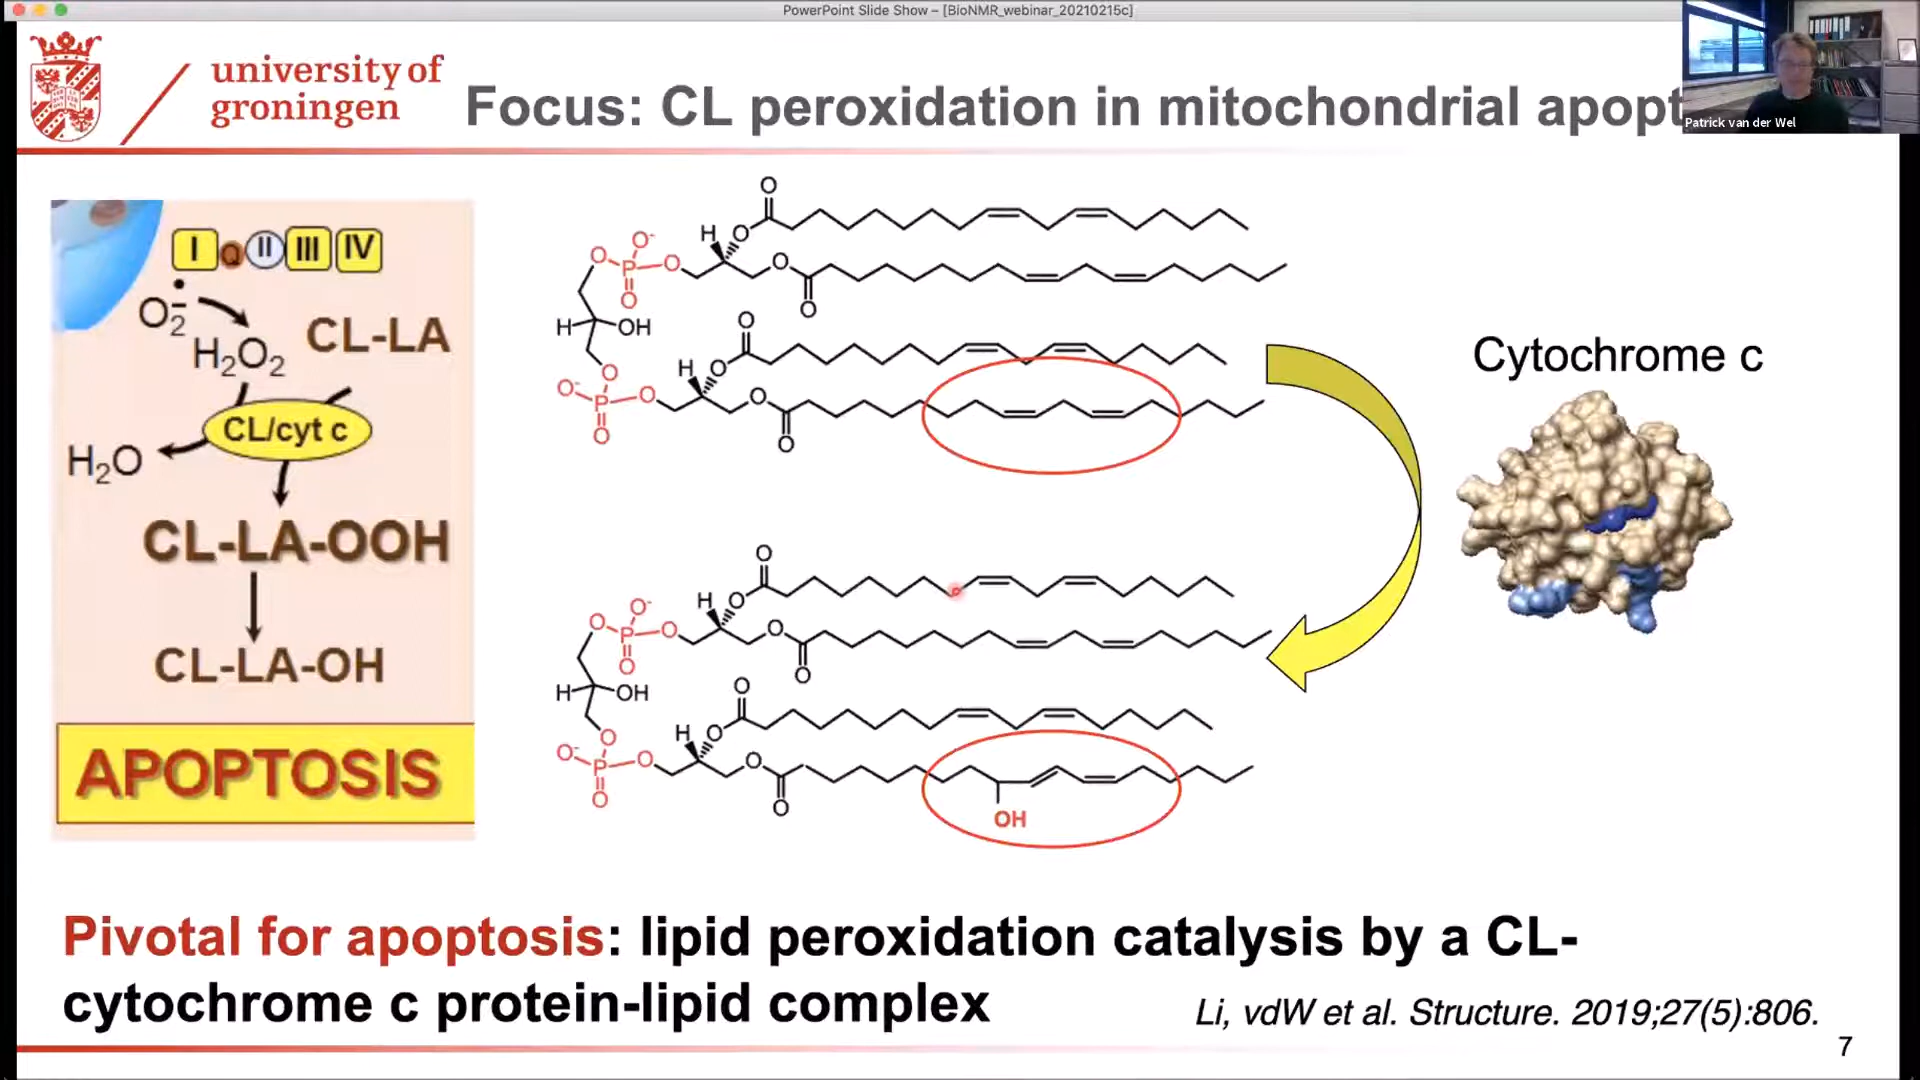 PowerPoint Slide Show – [BioNMR_webinar_20210215c]
university of
groningen
Focus: CL peroxidation in mitochondrial apopt
Patrick van der Wel
I Q II III IV
O2•-
H2O2
CL-LA
CL/cyt c
H2O
CL-LA-OOH
CL-LA-OH
APOPTOSIS
O
H O
O-
O P O O
O O
H OH
O
H O
O
O- P O O
O O
Cytochrome c
O
H O
O-
O P O O
O O
H OH
O
H O
O
O- P O O
O O
OH
Pivotal for apoptosis: lipid peroxidation catalysis by a CL-
cytochrome c protein-lipid complex
Li, vdW et al. Structure. 2019;27(5):806.
7